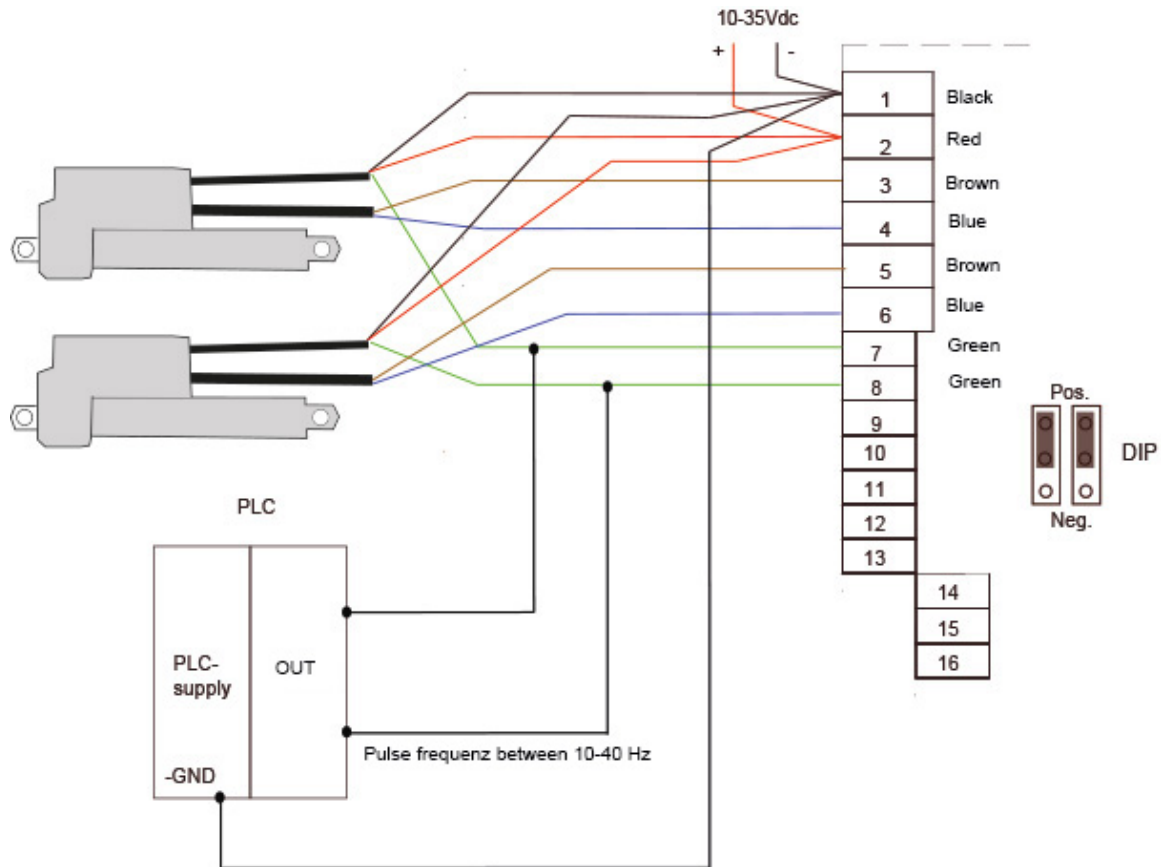 10-35Vdc
+ -
1 Black
2 Red
3 Brown
4 Blue
5 Brown
6 Blue
7 Green
8 Green
9
10
11
12
13
14
15
16
Pos.
DIP
Neg.
PLC
PLC-
supply
OUT
-GND
Pulse frequenz between 10-40 Hz